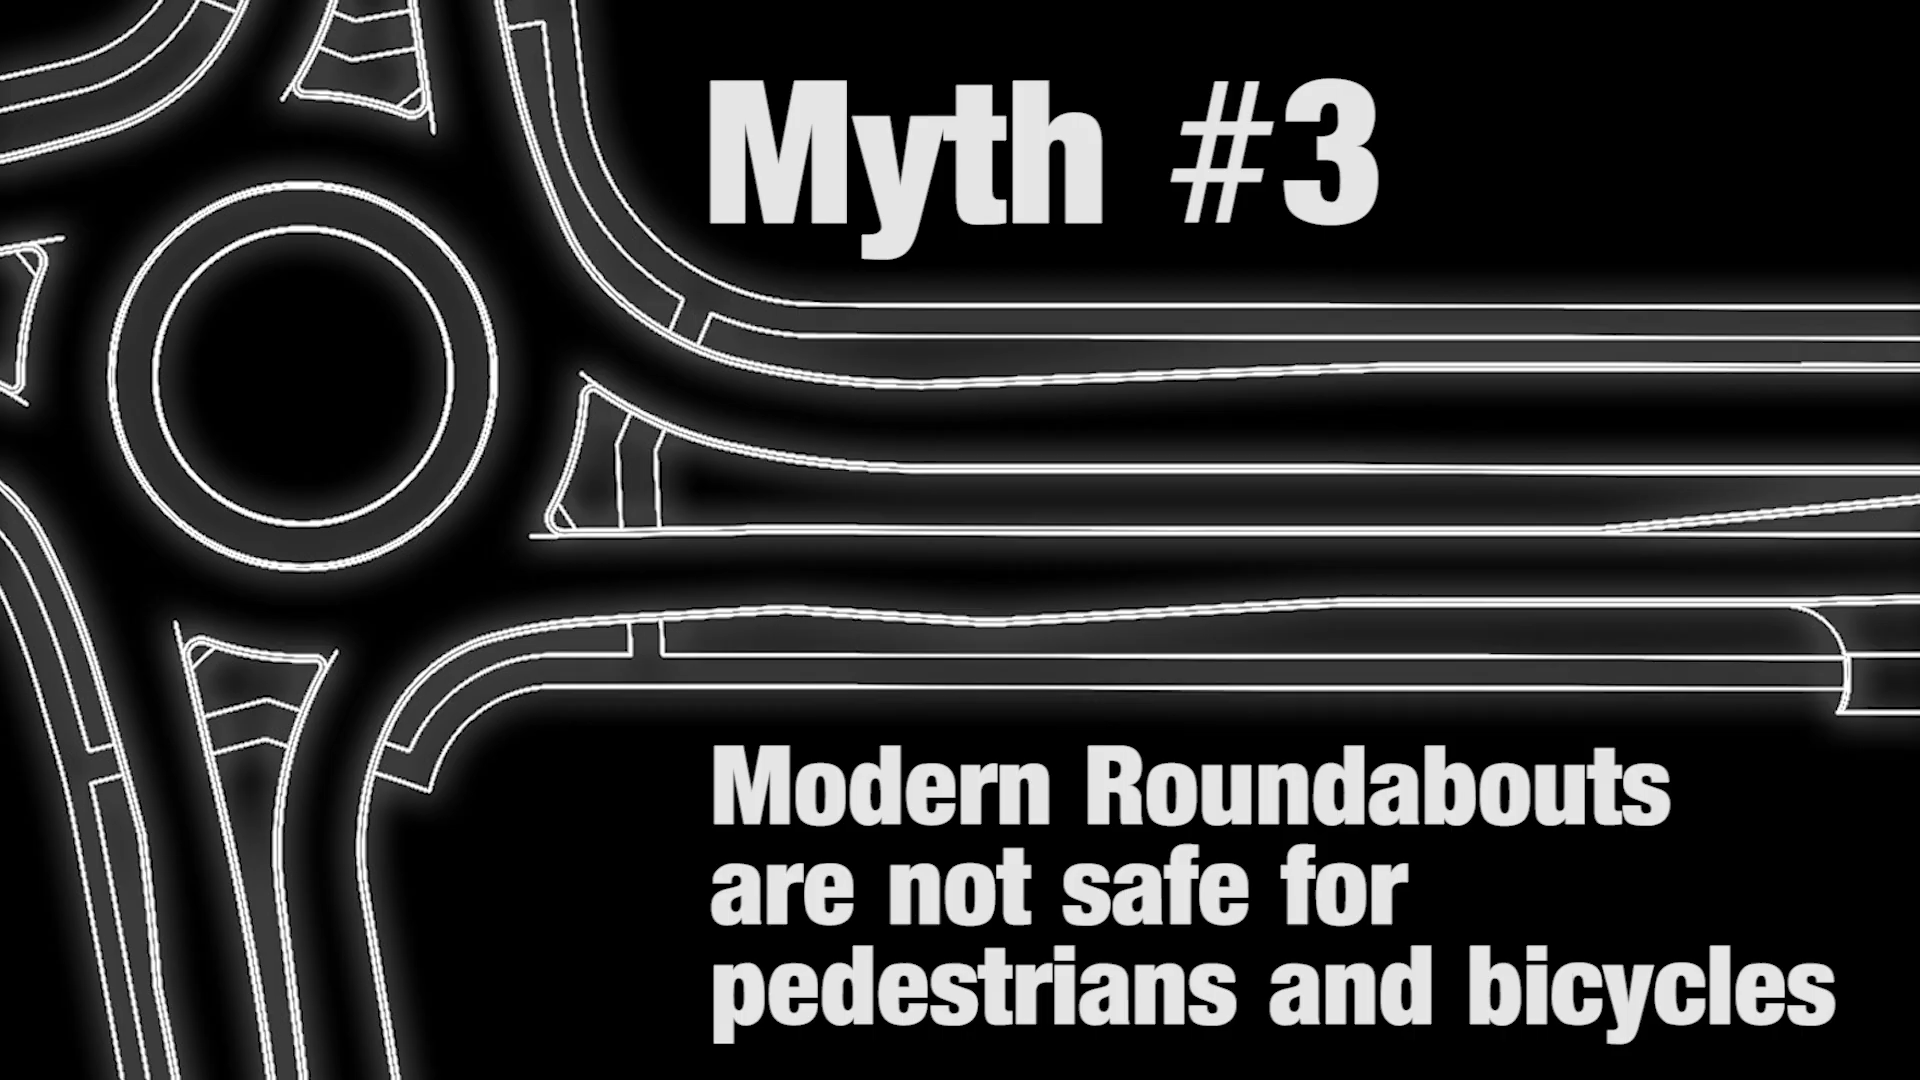 Myth #3
Modern Roundabouts
are not safe for
pedestrians and bicycles